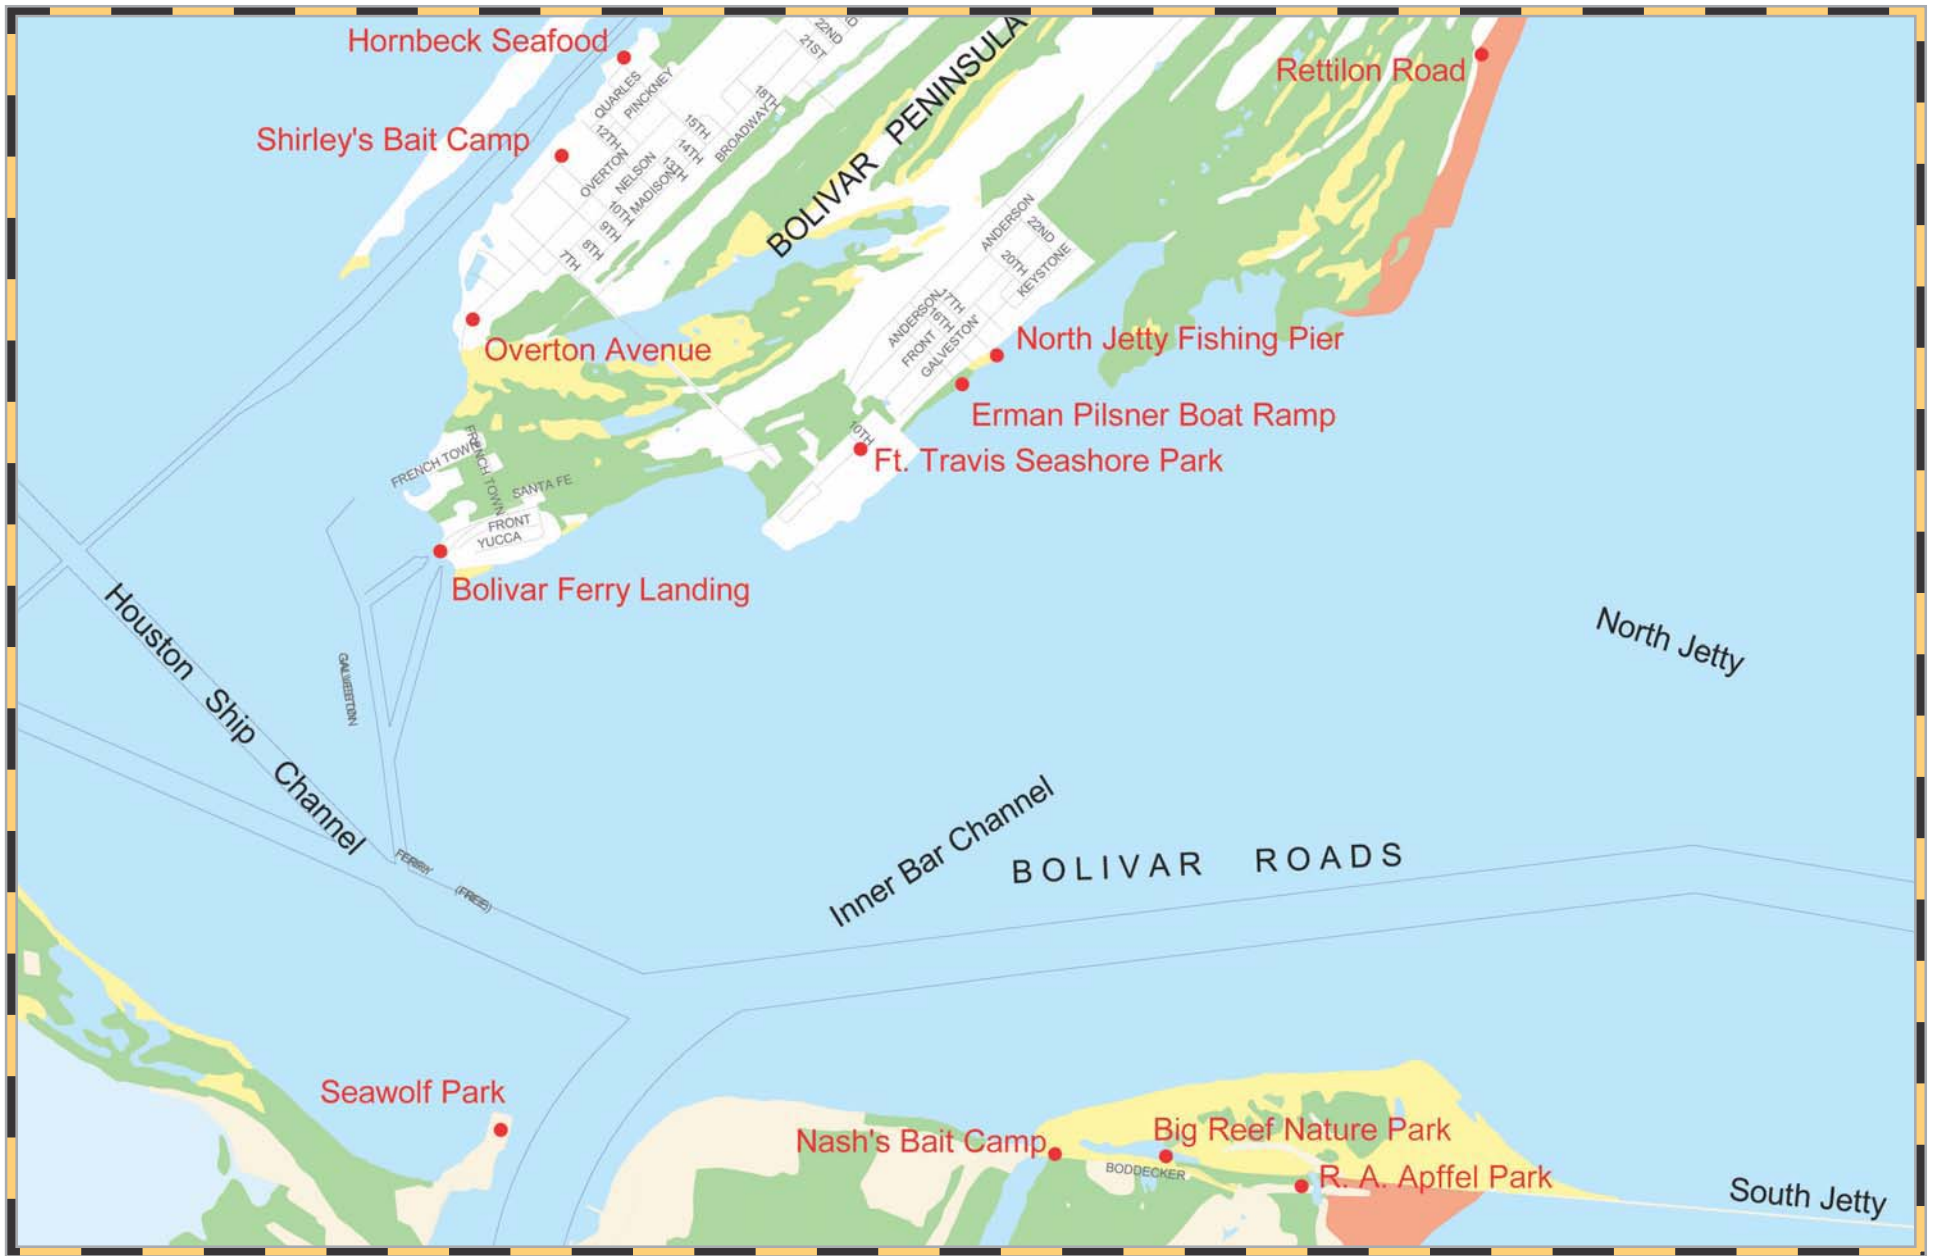 Hornbeck Seafood
Shirley's Bait Camp
Rettilon Road
BOLIVAR PENINSULA
22ND
21ST
QUARLES
PINCKNEY
18TH
BROADWAY
15TH
14TH
13TH
12TH
OVERTON
NELSON
MADISON
10TH
9TH
8TH
7TH
ANDERSON
22ND
20TH
KEYSTONE
ANDERSON
17TH
16TH
FRONT
GALVESTON
Overton Avenue
North Jetty Fishing Pier
Erman Pilsner Boat Ramp
10TH
Ft. Travis Seashore Park
FRENCH TOWN
FRENCH TOWN
SANTA FE
FRONT
YUCCA
Bolivar Ferry Landing
Houston Ship Channel
GALVESTON
North Jetty
Inner Bar Channel
BOLIVAR ROADS
FERRY
(FREE)
Seawolf Park
Nash's Bait Camp
Big Reef Nature Park
BODDECKER
R. A. Apffel Park
South Jetty